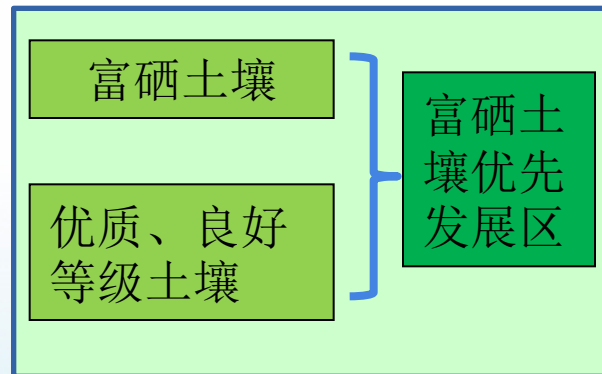 富硒土壤
优质、良好
等级土壤
富硒土
壤优先
发展区